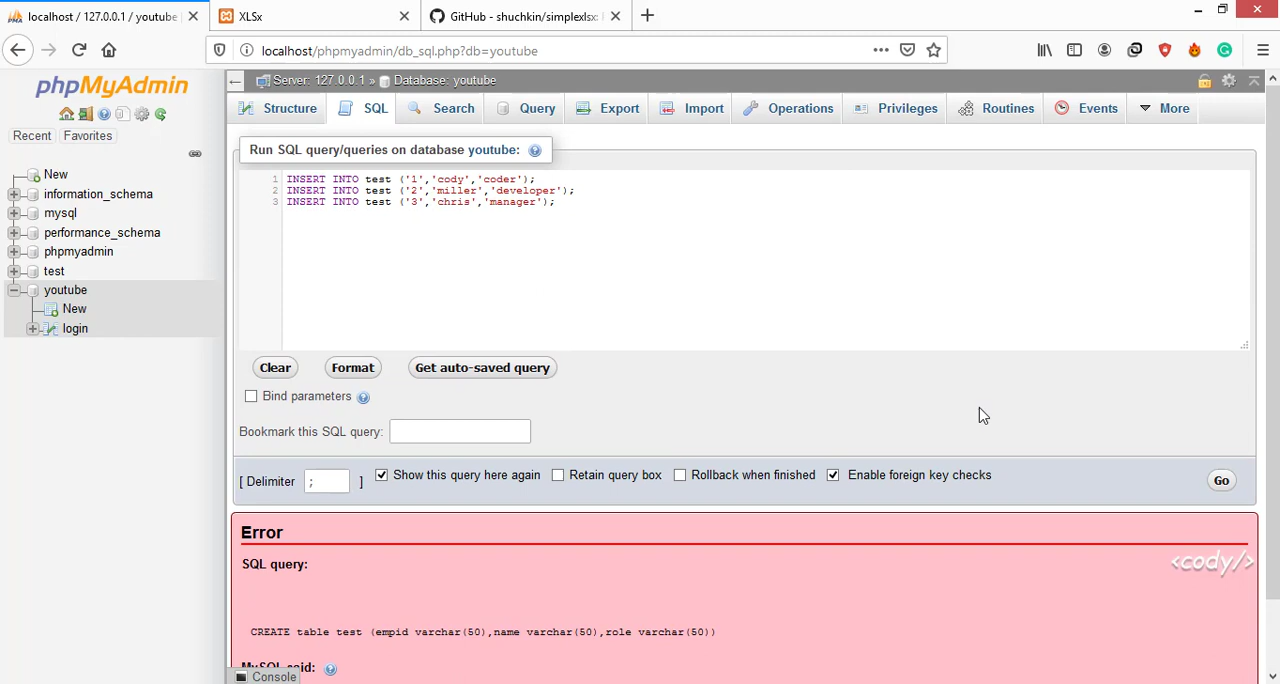 localhost / 127.0.0.1 / youtube
XLSx
GitHub - shuchkin/simplexlsx:
localhost/phpmyadmin/db_sql.php?db=youtube
phpMyAdmin
Recent
Favorites
New
information_schema
mysql
performance_schema
phpmyadmin
test
youtube
New
login
Server: 127.0.0.1 » Database: youtube
Structure
SQL
Search
Query
Export
Import
Operations
Privileges
Routines
Events
More
Run SQL query/queries on database youtube:
1 INSERT INTO test ('1','cody','coder');
2 INSERT INTO test ('2','miller','developer');
3 INSERT INTO test ('3','chris','manager');
Clear
Format
Get auto-saved query
Bind parameters
Bookmark this SQL query:
[ Delimiter ; ]
Show this query here again
Retain query box
Rollback when finished
Enable foreign key checks
Go
Error
<cody/>
SQL query:
CREATE table test (empid varchar(50),name varchar(50),role varchar(50))
MySQL said:
Console